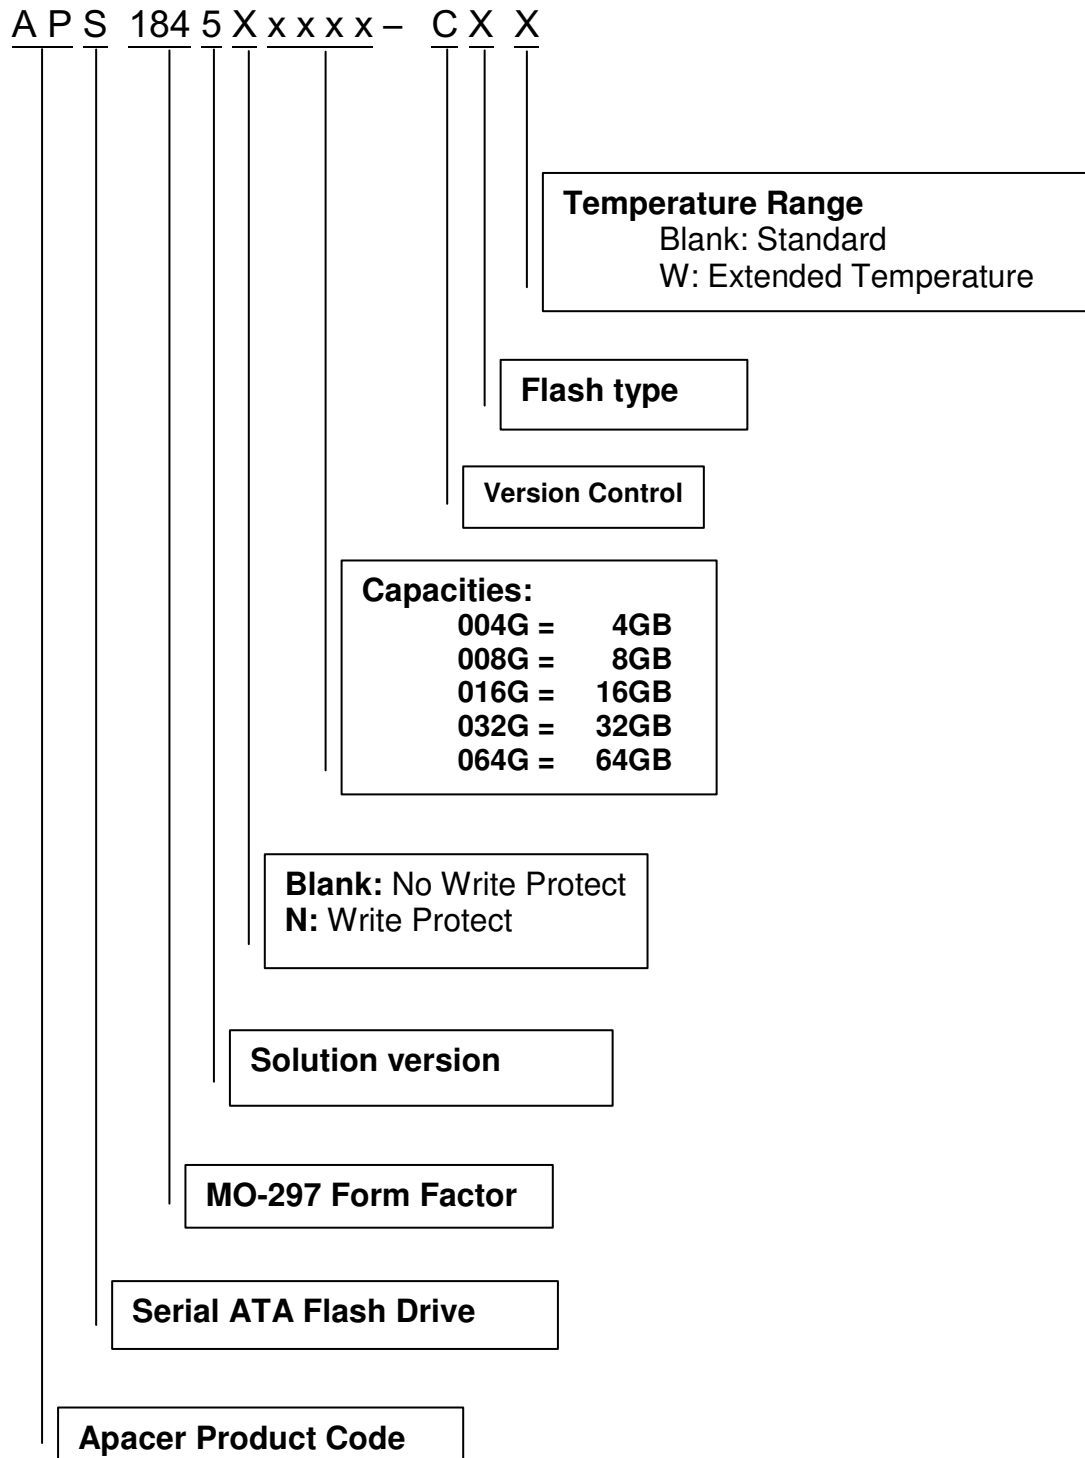 A P S 184 5 X x x x x – C X X
Temperature Range
Blank: Standard
W: Extended Temperature
Flash type
Version Control
Capacities:
004G = 4GB
008G = 8GB
016G = 16GB
032G = 32GB
064G = 64GB
Blank: No Write Protect
N: Write Protect
Solution version
MO-297 Form Factor
Serial ATA Flash Drive
Apacer Product Code